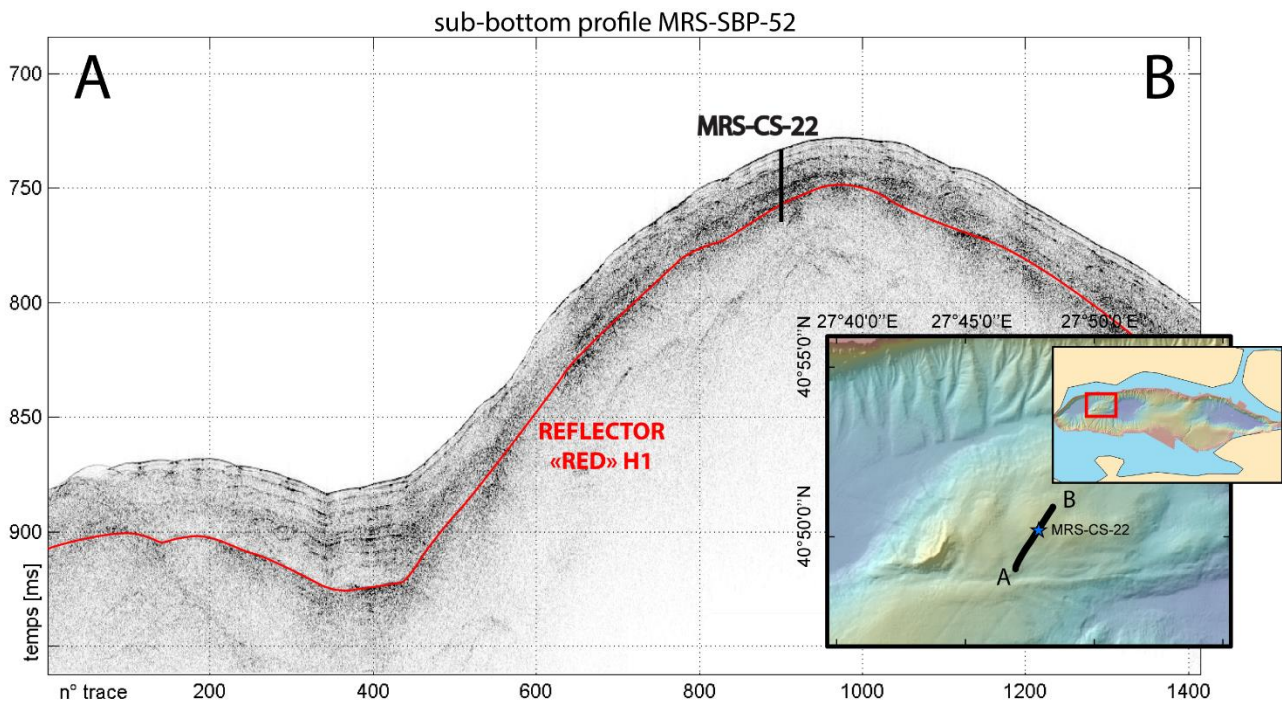 sub-bottom profile MRS-SBP-52
A
B
700
750
800
850
900
temps [ms]
MRS-CS-22
REFLECTOR
«RED» H1
27°40'0"E
27°45'0"E
27°50'0"E
40°55'0"N
40°50'0"N
B
MRS-CS-22
A
n° trace
200
400
600
800
1000
1200
1400